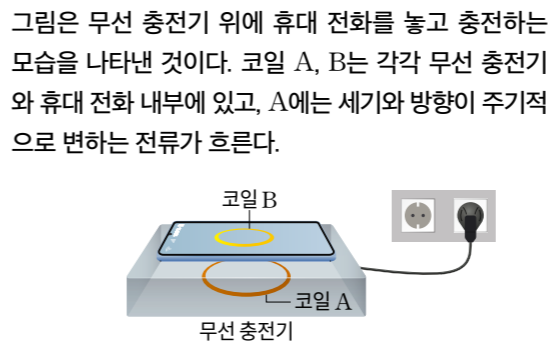 그림은 무선 충전기 위에 휴대 전화를 놓고 충전하는
모습을 나타낸 것이다. 코일 A, B는 각각 무선 충전기
와 휴대 전화 내부에 있고, A에는 세기와 방향이 주기적
으로 변하는 전류가 흐른다.
코일 B
코일 A
무선 충전기